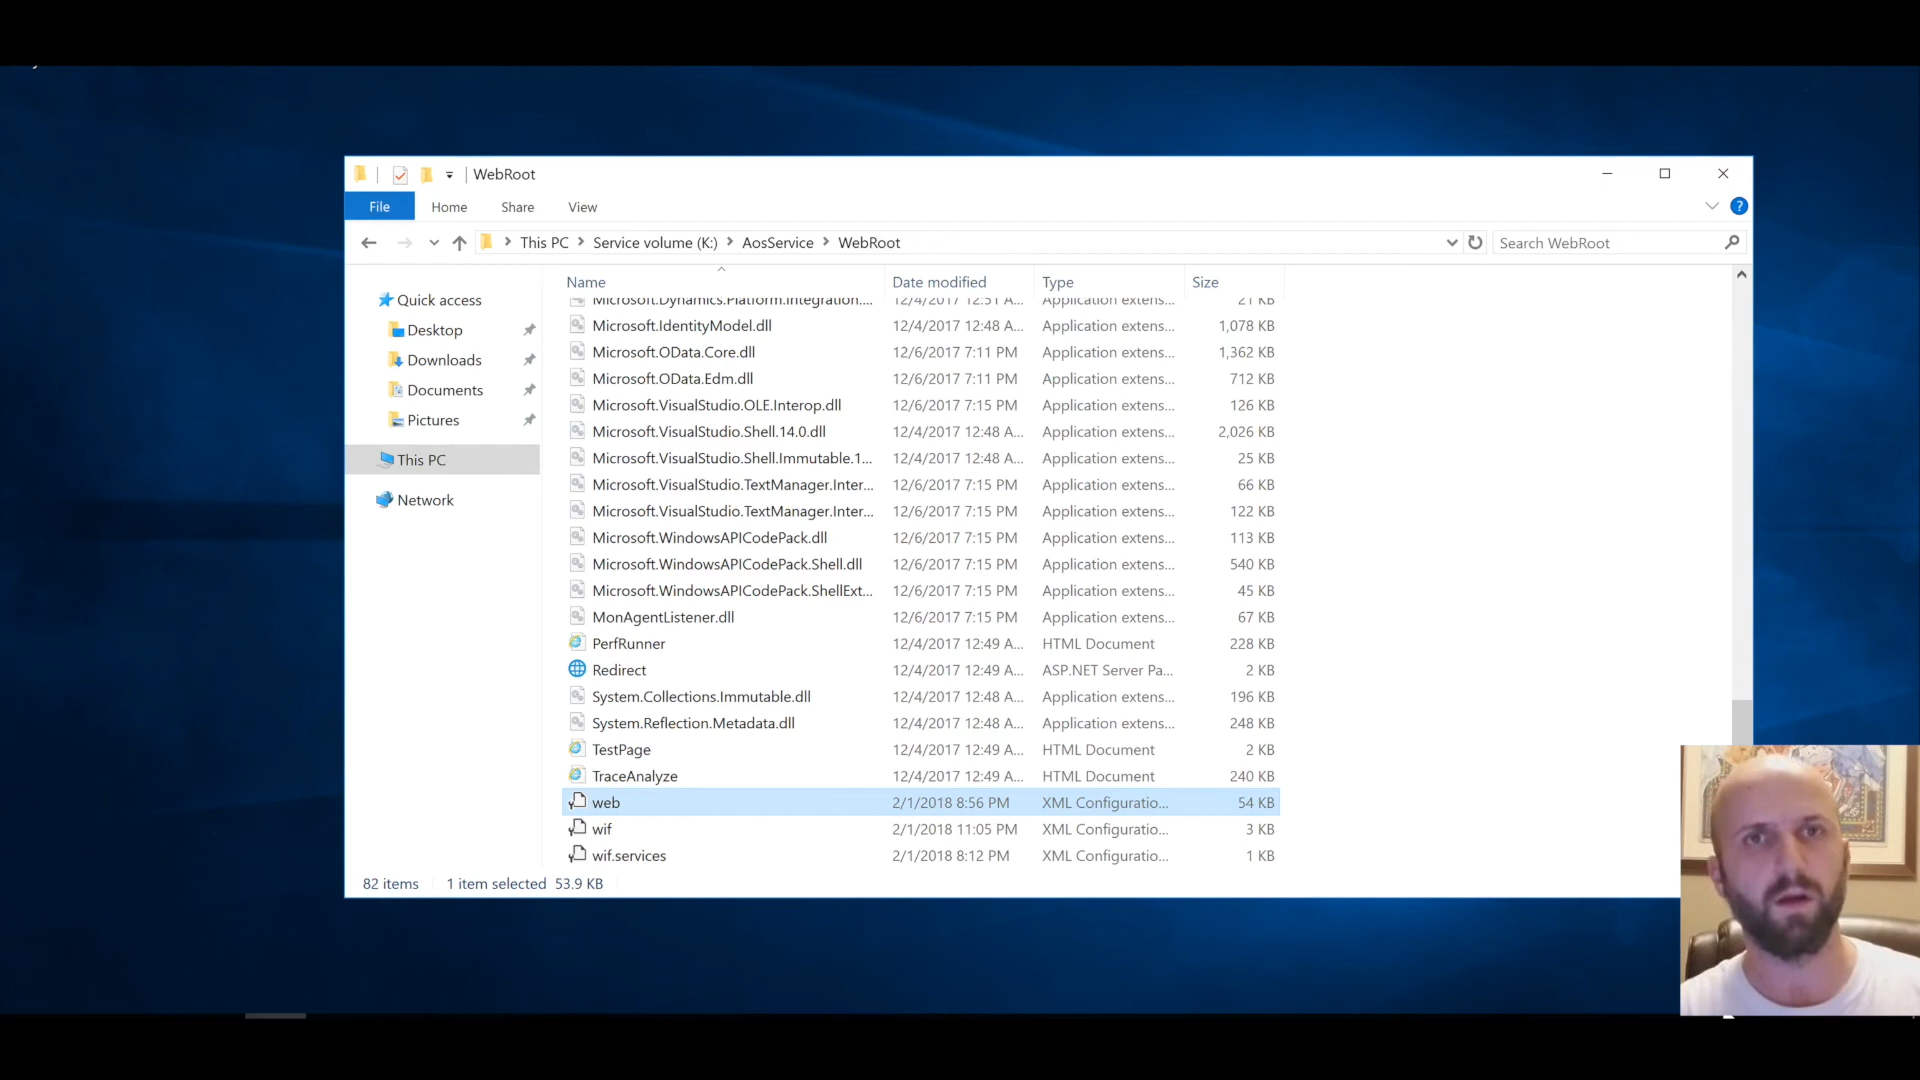 WebRoot
File Home Share View
This PC Service volume (K:) AosService WebRoot Search WebRoot
Name Date modified Type Size
Quick access
Desktop
Downloads
Documents
Pictures
This PC
Network
Microsoft.Dynamics.Platform.Integration.... 12/4/2017 12:51 A... Application extens... 21 KB
Microsoft.IdentityModel.dll 12/4/2017 12:48 A... Application extens... 1,078 KB
Microsoft.OData.Core.dll 12/6/2017 7:11 PM Application extens... 1,362 KB
Microsoft.OData.Edm.dll 12/6/2017 7:11 PM Application extens... 712 KB
Microsoft.VisualStudio.OLE.Interop.dll 12/6/2017 7:15 PM Application extens... 126 KB
Microsoft.VisualStudio.Shell.14.0.dll 12/4/2017 12:48 A... Application extens... 2,026 KB
Microsoft.VisualStudio.Shell.Immutable.1... 12/4/2017 12:48 A... Application extens... 25 KB
Microsoft.VisualStudio.TextManager.Inter... 12/6/2017 7:15 PM Application extens... 66 KB
Microsoft.VisualStudio.TextManager.Inter... 12/6/2017 7:15 PM Application extens... 122 KB
Microsoft.WindowsAPICodePack.dll 12/6/2017 7:15 PM Application extens... 113 KB
Microsoft.WindowsAPICodePack.Shell.dll 12/6/2017 7:15 PM Application extens... 540 KB
Microsoft.WindowsAPICodePack.ShellExt... 12/6/2017 7:15 PM Application extens... 45 KB
MonAgentListener.dll 12/6/2017 7:15 PM Application extens... 67 KB
PerfRunner 12/4/2017 12:49 A... HTML Document 228 KB
Redirect 12/4/2017 12:49 A... ASP.NET Server Pa... 2 KB
System.Collections.Immutable.dll 12/4/2017 12:48 A... Application extens... 196 KB
System.Reflection.Metadata.dll 12/4/2017 12:48 A... Application extens... 248 KB
TestPage 12/4/2017 12:49 A... HTML Document 2 KB
TraceAnalyze 12/4/2017 12:49 A... HTML Document 240 KB
web 2/1/2018 8:56 PM XML Configuratio... 54 KB
wif 2/1/2018 11:05 PM XML Configuratio... 3 KB
wif.services 2/1/2018 8:12 PM XML Configuratio... 1 KB
82 items 1 item selected 53.9 KB